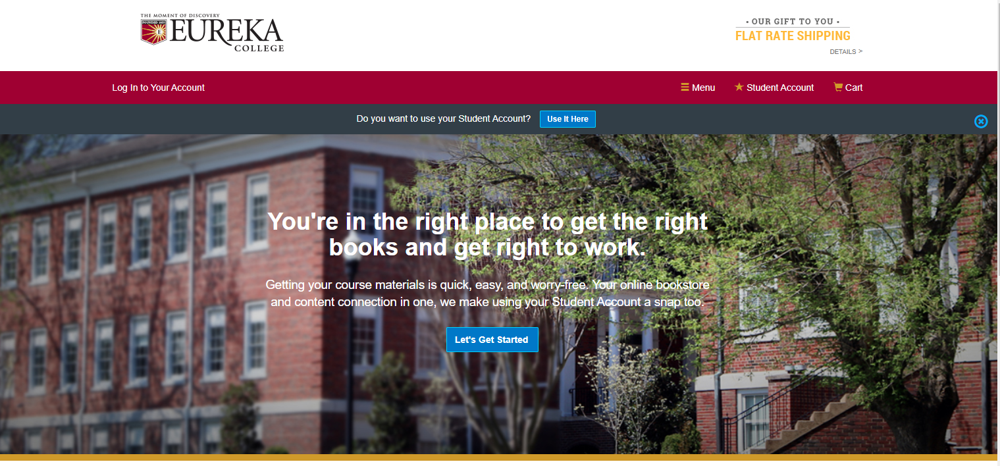 THE MOMENT OF DISCOVERY
FOUNDED 1855
E
EUREKA
COLLEGE
• OUR GIFT TO YOU •
FLAT RATE SHIPPING
DETAILS >
Log In to Your Account
Menu
Student Account
Cart
Do you want to use your Student Account?
Use It Here
You're in the right place to get the right
books and get right to work.
Getting your course materials is quick, easy, and worry-free. Your online bookstore
and content connection in one, we make using your Student Account a snap too.
Let's Get Started